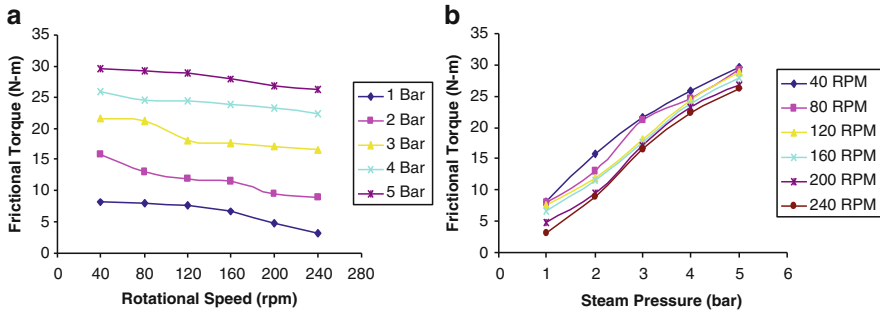 a
Frictional Torque (N-m)
35
30
25
20
15
10
5
0
0 40 80 120 160 200 240 280
Rotational Speed (rpm)
1 Bar
2 Bar
3 Bar
4 Bar
5 Bar
b
Frictional Torque (N-m)
35
30
25
20
15
10
5
0
0 1 2 3 4 5 6
Steam Pressure (bar)
40 RPM
80 RPM
120 RPM
160 RPM
200 RPM
240 RPM